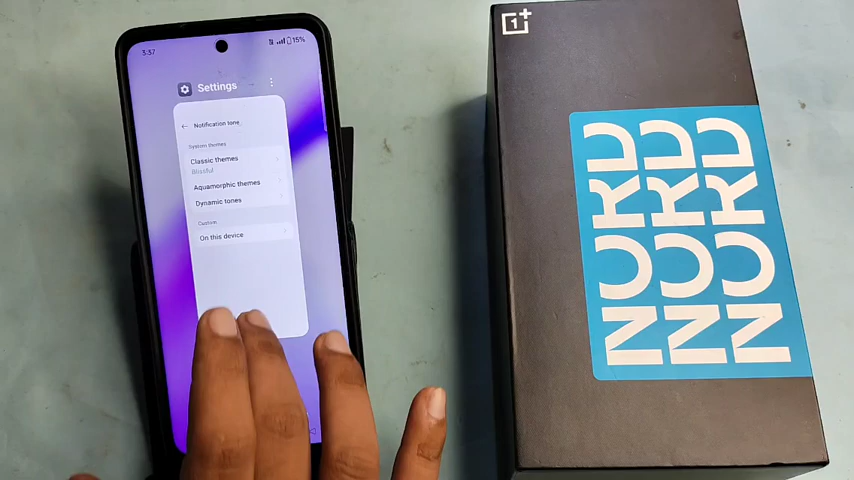 3:37
15%
Settings
Notification tone
System themes
Classic themes
Blissful
Aquamorphic themes
Dynamic tones
Custom
On this device
1+
NORD NORD NORD